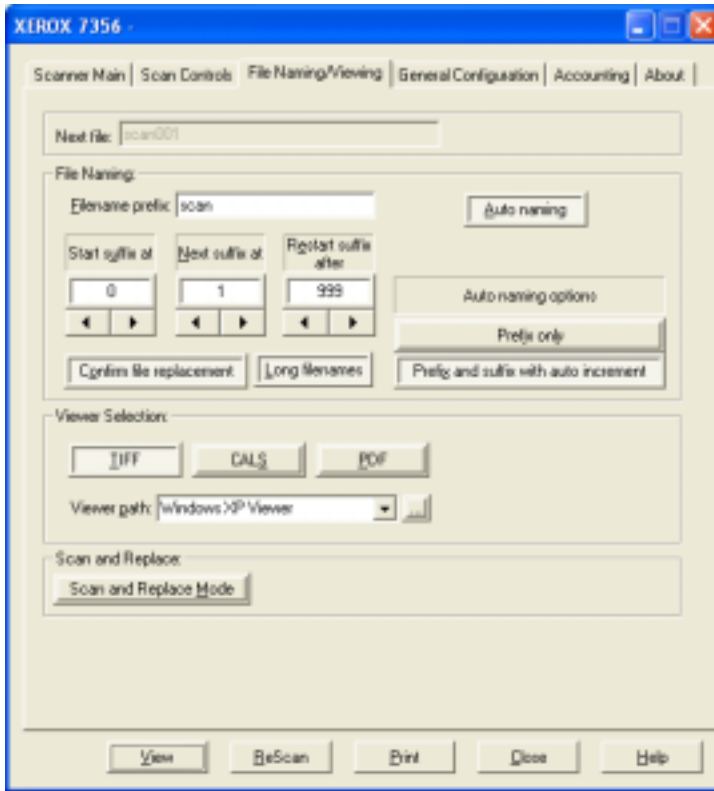 XEROX 7356 -
Scanner Main Scan Controls File Naming/Viewing General Configuration Accounting About
Next file: scan001
File Naming:
Filename prefix: scan
Auto naming
Start suffix at Next suffix at Restart suffix after
0 1 999
Auto naming options
Prefix only
Confirm file replacement Long filenames Prefix and suffix with auto increment
Viewer Selection:
TIFF CALS PDF
Viewer path: Windows XP Viewer ...
Scan and Replace:
Scan and Replace Mode
View ReScan Print Close Help